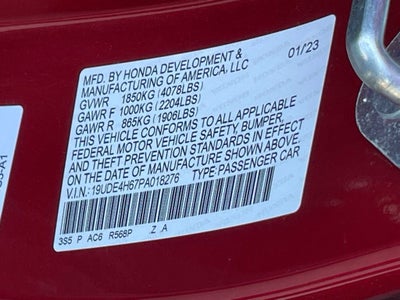 MFD. BY HONDA DEVELOPMENT &
MANUFACTURING OF AMERICA, LLC 01/23
GVWR 1850KG (4078LBS)
GAWR F 1000KG (2204LBS)
GAWR R 865KG (1906LBS)
THIS VEHICLE CONFORMS TO ALL APPLICABLE
FEDERAL MOTOR VEHICLE SAFETY, BUMPER,
AND THEFT PREVENTION STANDARDS IN EFFECT
ON THE DATE OF MANUFACTURE SHOWN ABOVE.
V.I.N.: 19UDE4H67PA018276 TYPE: PASSENGER CAR
3S5 P AC6 R568P Z A